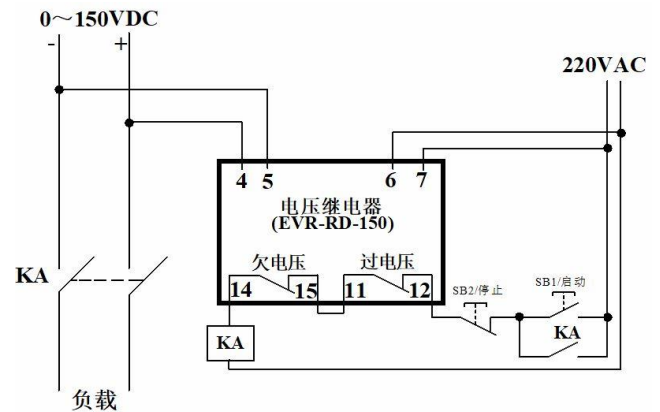 0～150VDC
- +
220VAC
4 5 6 7
电压继电器
(EVR-RD-150)
欠电压 过电压
14 15 11 12
KA
SB2/停止
SB1/启动
KA
KA
负载